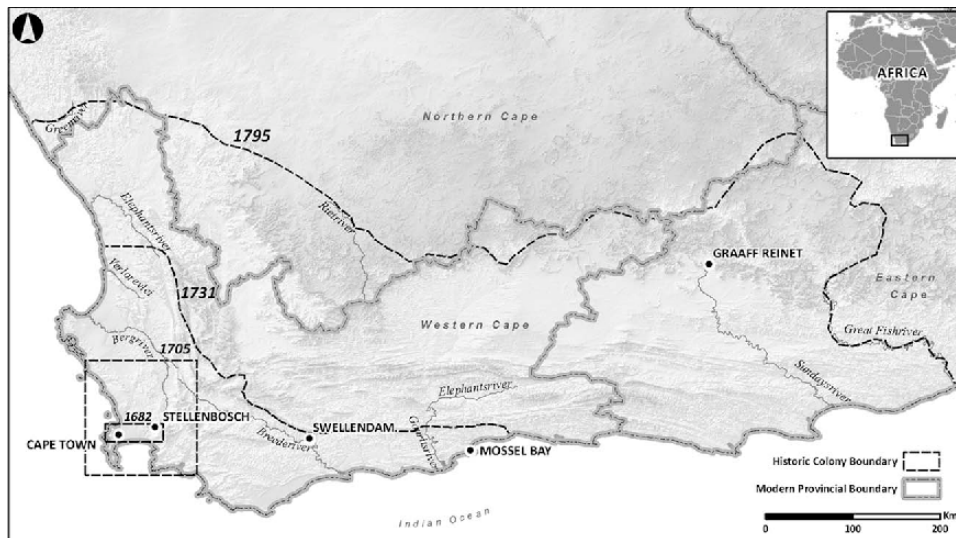 AFRICA
Northern Cape
Greenriver
1795
Rietriver
Elephantsriver
Verlorevlei
1731
GRAAFF REINET
Eastern
Cape
Western Cape
Great Fishriver
Bergriver
1705
Sundaysriver
Elephantsriver
1682
STELLENBOSCH
CAPE TOWN
SWELLENDAM
Breederiver
Gouritsriver
MOSSEL BAY
Historic Colony Boundary
Modern Provincial Boundary
Indian Ocean
Km
0 100 200